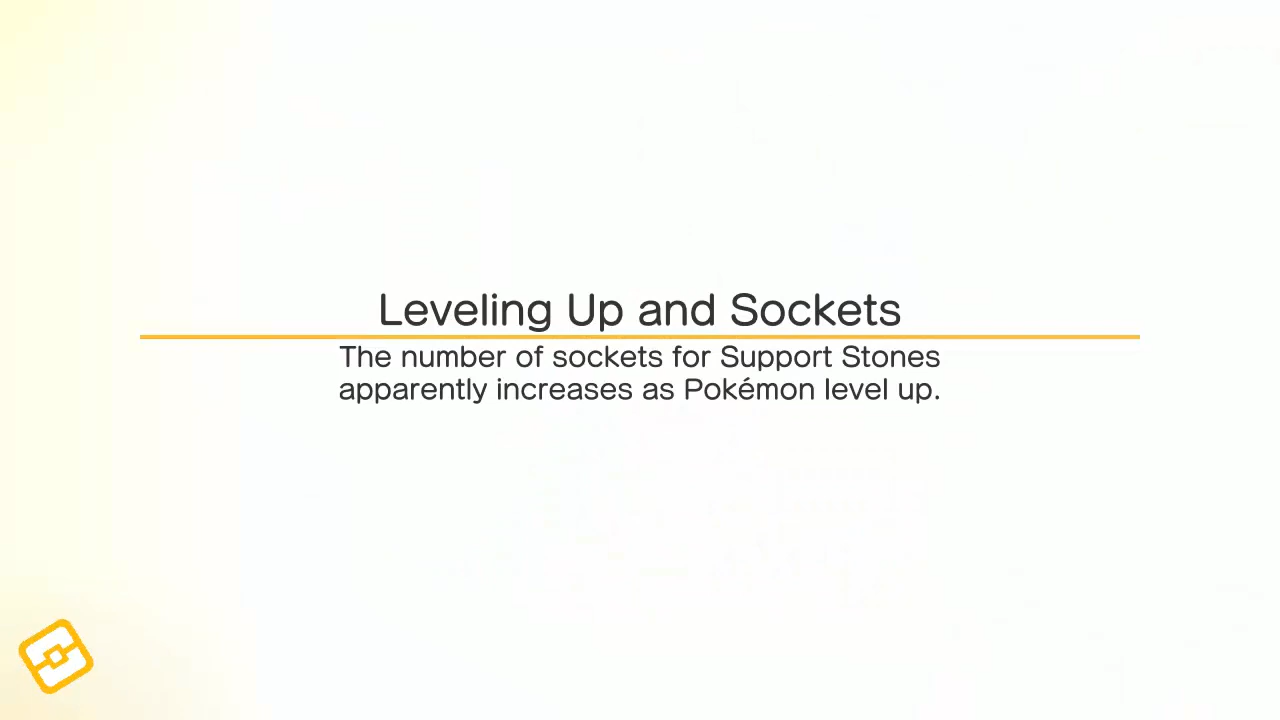 Leveling Up and Sockets
The number of sockets for Support Stones
apparently increases as Pokémon level up.